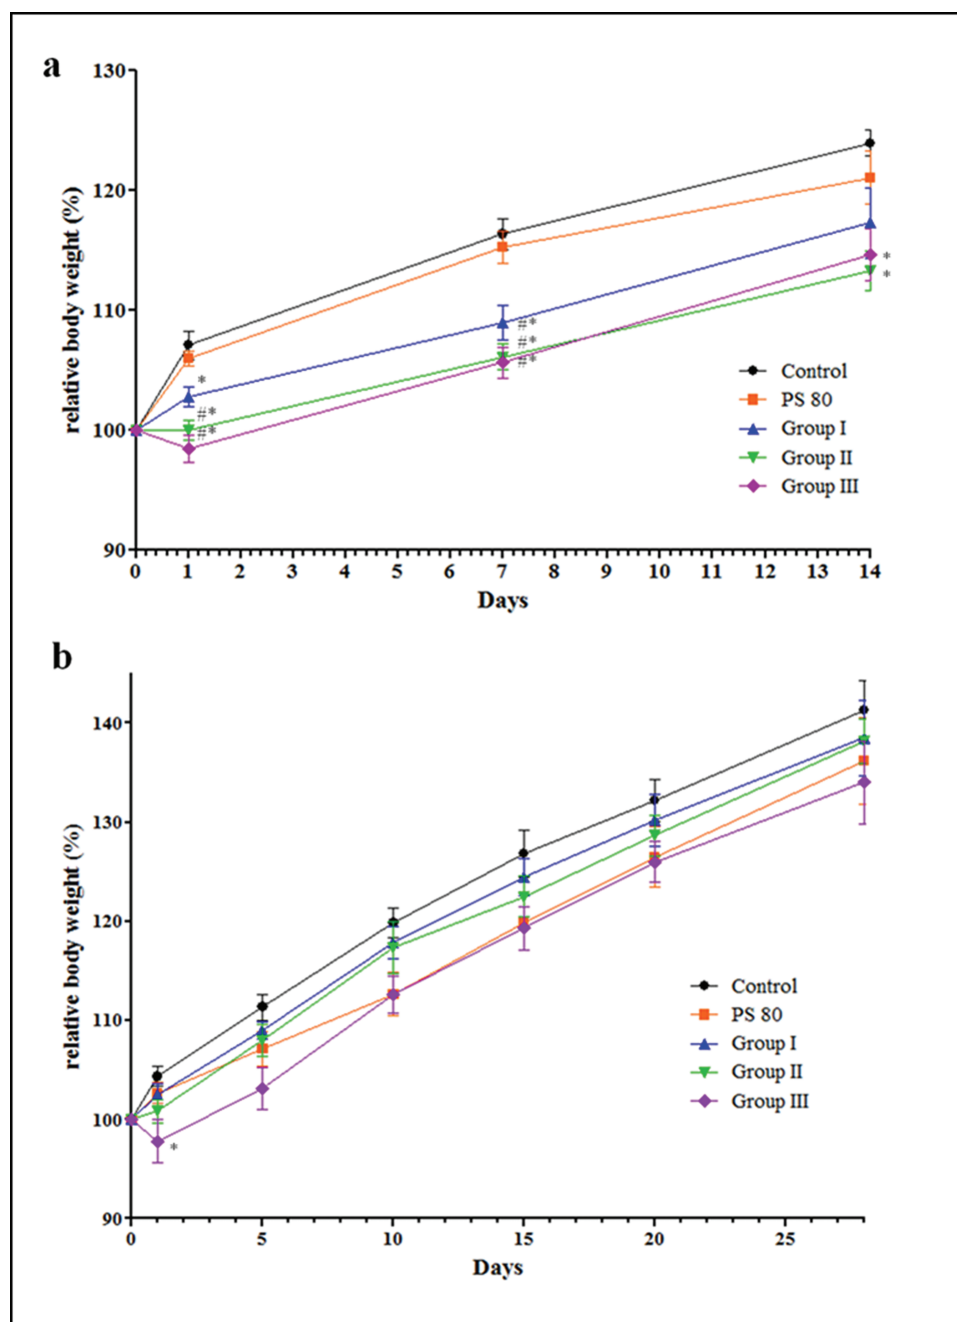 a
relative body weight (%)
130
120
110
100
90
*
#*
#*
#*
#*
#*
*
*
Control
PS 80
Group I
Group II
Group III
0 1 2 3 4 5 6 7 8 9 10 11 12 13 14
Days
b
relative body weight (%)
140
130
120
110
100
90
*
Control
PS 80
Group I
Group II
Group III
0 5 10 15 20 25
Days